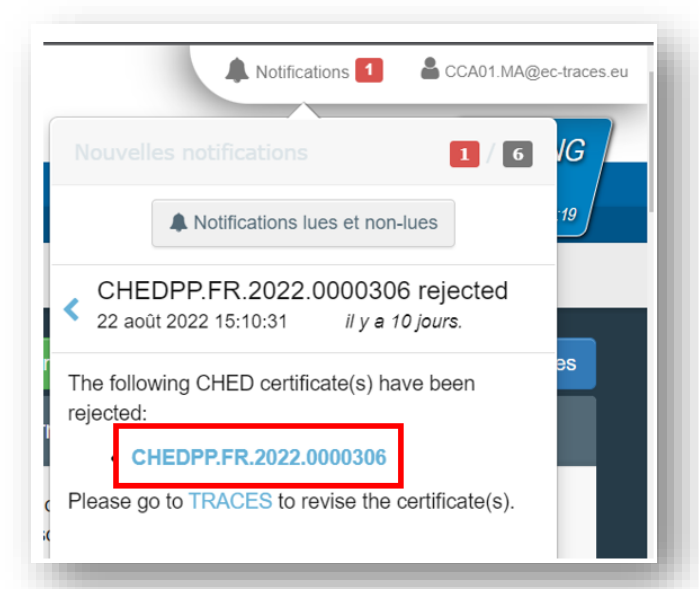 Notifications 1 CCA01.MA@ec-traces.eu
Nouvelles notifications 1 / 6
Notifications lues et non-lues
CHEDPP.FR.2022.0000306 rejected
22 août 2022 15:10:31 il y a 10 jours.
The following CHED certificate(s) have been
rejected:
• CHEDPP.FR.2022.0000306
Please go to TRACES to revise the certificate(s).